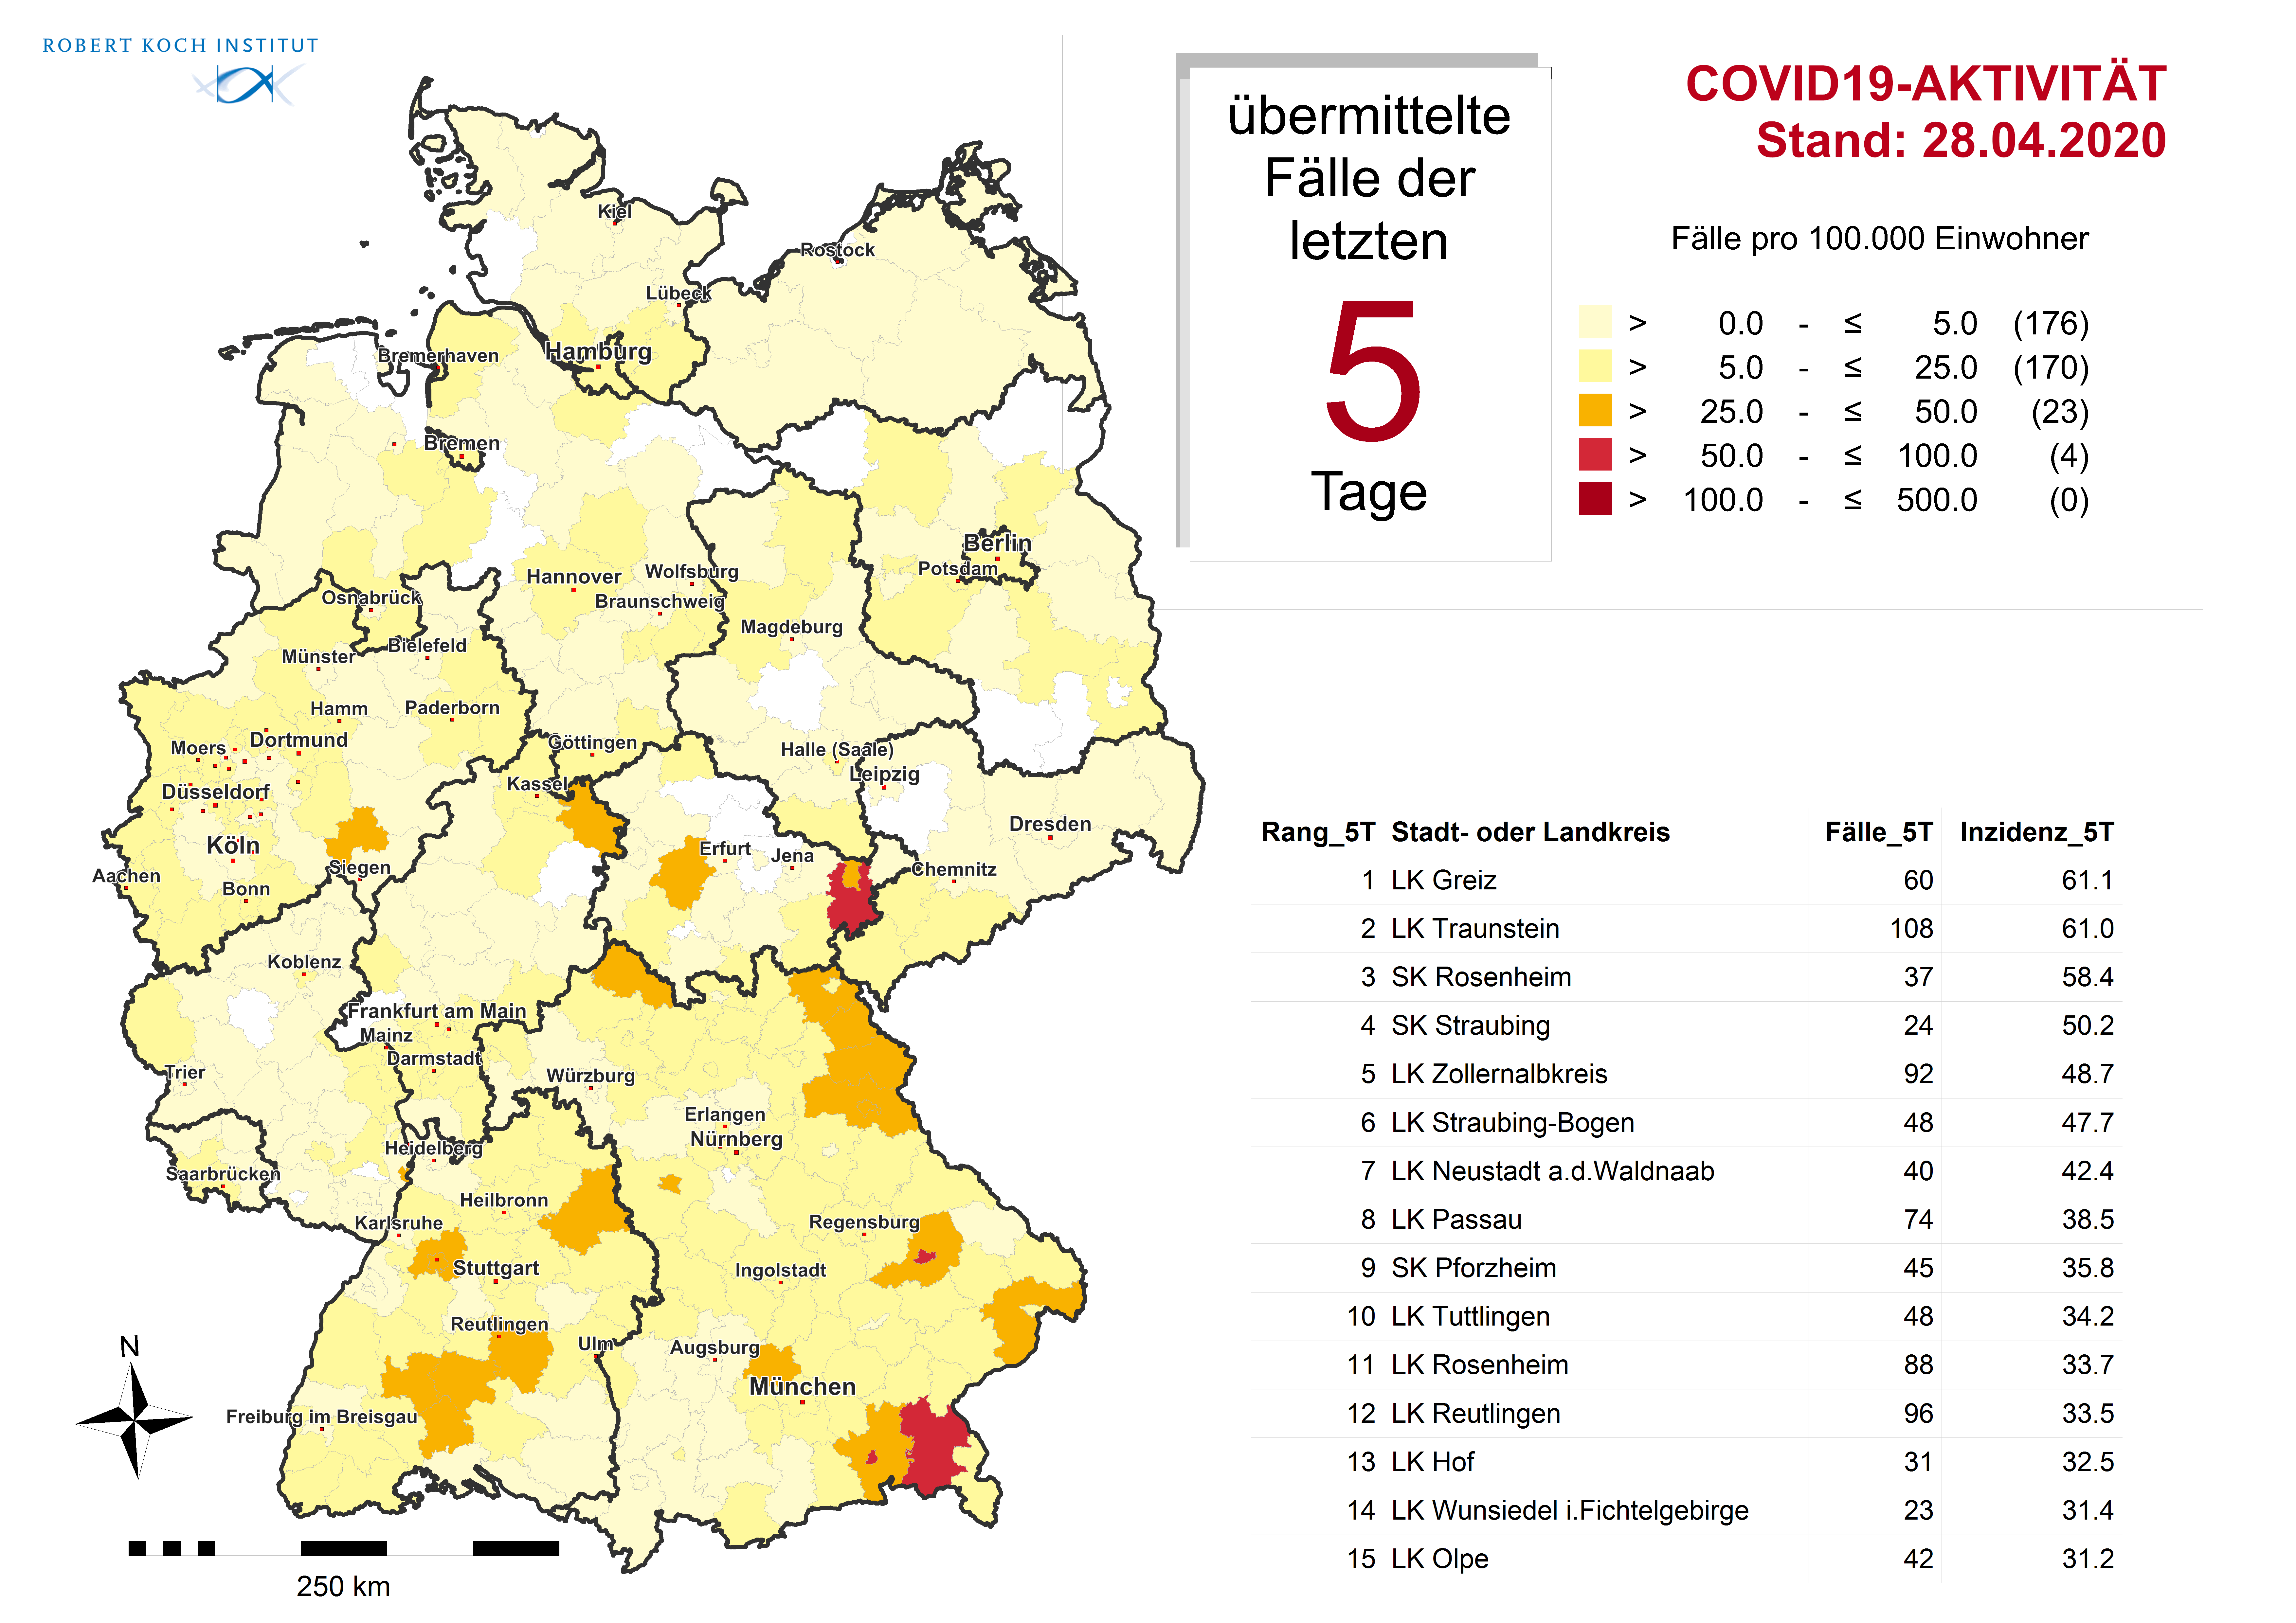 ROBERT KOCH INSTITUT
übermittelte
Fälle der
letzten
5
Tage
COVID19-AKTIVITÄT
Stand: 28.04.2020
Fälle pro 100.000 Einwohner
> 0.0 - ≤ 5.0 (176)
> 5.0 - ≤ 25.0 (170)
> 25.0 - ≤ 50.0 (23)
> 50.0 - ≤ 100.0 (4)
> 100.0 - ≤ 500.0 (0)
Kiel
Rostock
Lübeck
Bremerhaven
Hamburg
Bremen
Berlin
Potsdam
Hannover
Wolfsburg
Braunschweig
Osnabrück
Magdeburg
Bielefeld
Münster
Hamm
Paderborn
Moers
Dortmund
Göttingen
Halle (Saale)
Leipzig
Kassel
Düsseldorf
Dresden
Köln
Erfurt
Jena
Siegen
Chemnitz
Aachen
Bonn
Koblenz
Frankfurt am Main
Mainz
Darmstadt
Trier
Würzburg
Erlangen
Nürnberg
Heidelberg
Saarbrücken
Heilbronn
Karlsruhe
Regensburg
Stuttgart
Ingolstadt
Reutlingen
Ulm
Augsburg
München
Freiburg im Breisgau
N
250 km
Rang_5T Stadt- oder Landkreis Fälle_5T Inzidenz_5T
1 LK Greiz 60 61.1
2 LK Traunstein 108 61.0
3 SK Rosenheim 37 58.4
4 SK Straubing 24 50.2
5 LK Zollernalbkreis 92 48.7
6 LK Straubing-Bogen 48 47.7
7 LK Neustadt a.d.Waldnaab 40 42.4
8 LK Passau 74 38.5
9 SK Pforzheim 45 35.8
10 LK Tuttlingen 48 34.2
11 LK Rosenheim 88 33.7
12 LK Reutlingen 96 33.5
13 LK Hof 31 32.5
14 LK Wunsiedel i.Fichtelgebirge 23 31.4
15 LK Olpe 42 31.2